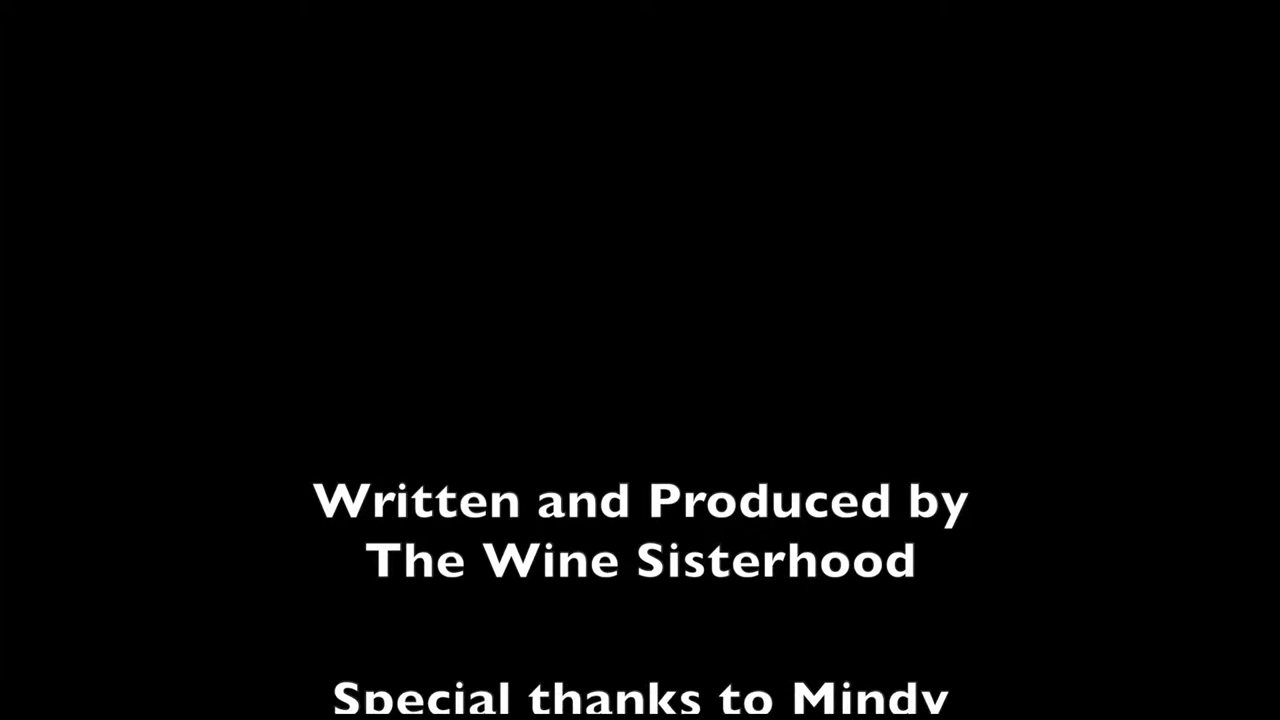 Written and Produced by
The Wine Sisterhood
Special thanks to Mindy